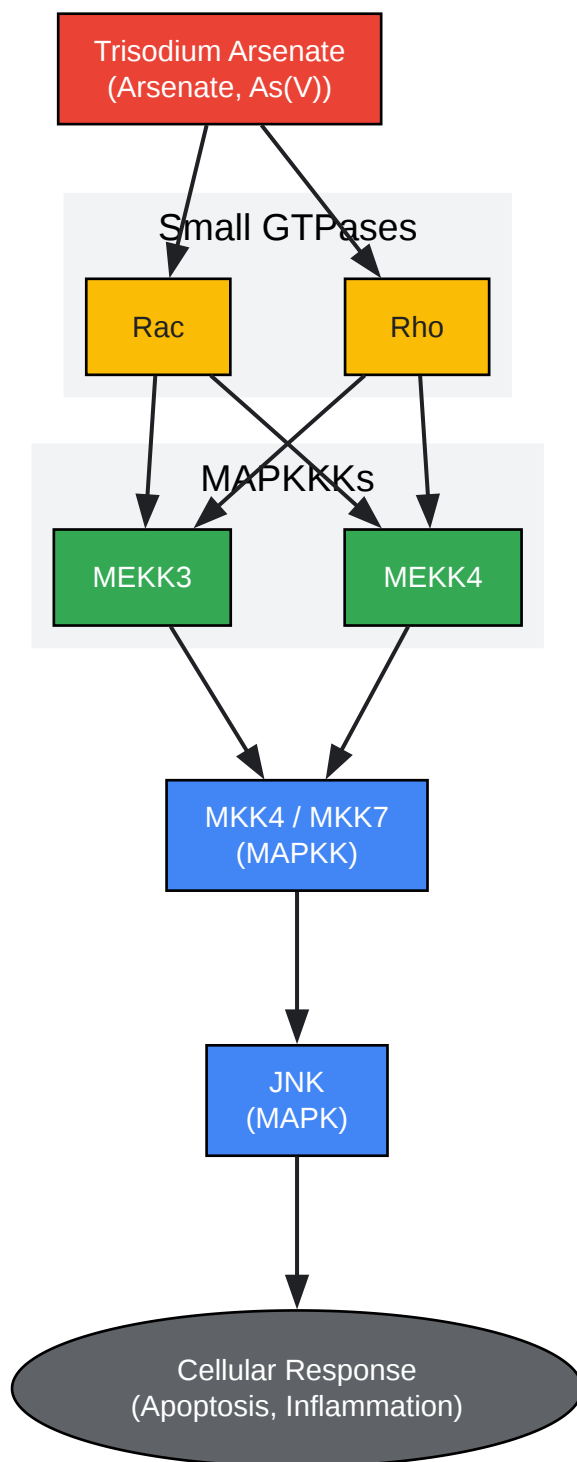 Trisodium Arsenate
(Arsenate, As(V))
Small GTPases
Rac
Rho
MAPKKKs
MEKK3
MEKK4
MKK4 / MKK7
(MAPKK)
JNK
(MAPK)
Cellular Response
(Apoptosis, Inflammation)